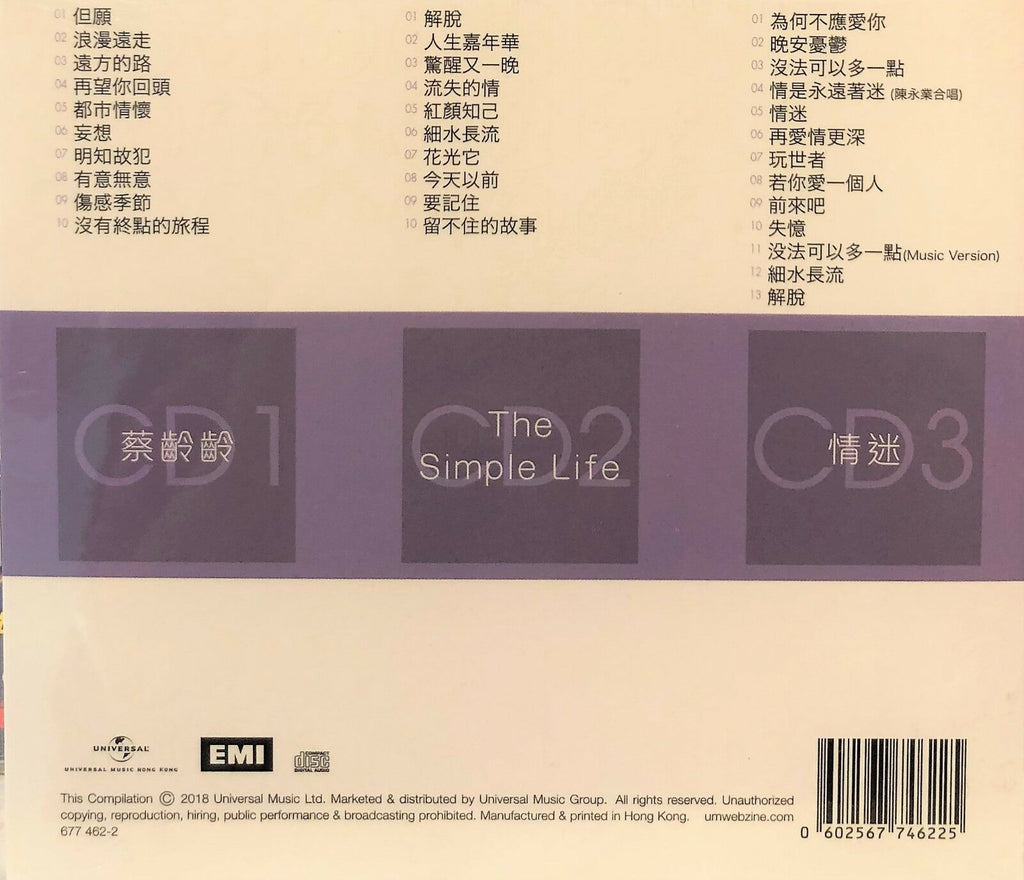 01 但願
02 浪漫遠走
03 遠方的路
04 再望你回頭
05 都市情懷
06 妄想
07 明知故犯
08 有意無意
09 傷感季節
10 沒有終點的旅程
01 解脫
02 人生嘉年華
03 驚醒又一晚
04 流失的情
05 紅顏知己
06 細水長流
07 花光它
08 今天以前
09 要記住
10 留不住的故事
01 為何不應愛你
02 晚安憂鬱
03 沒法可以多一點
04 情是永遠著迷 (陳永業合唱)
05 情迷
06 再愛情更深
07 玩世者
08 若你愛一個人
09 前來吧
10 失憶
11 没法可以多一點(Music Version)
12 細水長流
13 解脫
CD1
蔡齡齡
CD2
The
Simple Life
CD3
情迷
UNIVERSAL
UNIVERSAL MUSIC HONG KONG
EMI
COMPACT
disc
DIGITAL AUDIO
This Compilation Ⓒ 2018 Universal Music Ltd. Marketed & distributed by Universal Music Group. All rights reserved. Unauthorized
copying, reproduction, hiring, public performance & broadcasting prohibited. Manufactured & printed in Hong Kong. umwebzine.com
677 462-2
0 602567 746225